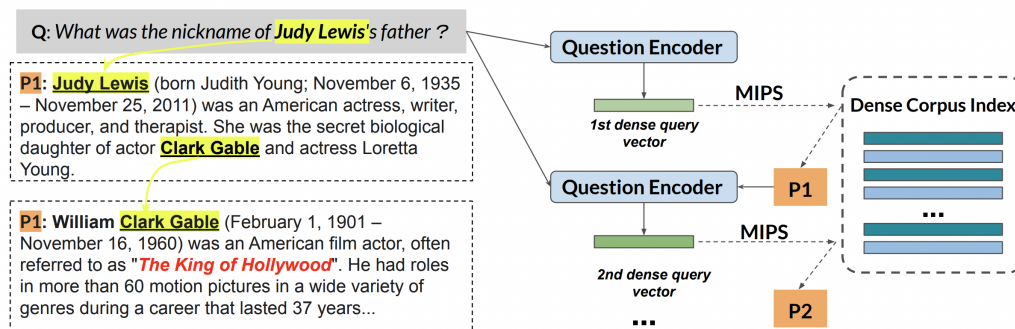 Q: What was the nickname of Judy Lewis's father ?
P1: Judy Lewis (born Judith Young; November 6, 1935
– November 25, 2011) was an American actress, writer,
producer, and therapist. She was the secret biological
daughter of actor Clark Gable and actress Loretta
Young.
P1: William Clark Gable (February 1, 1901 –
November 16, 1960) was an American film actor, often
referred to as "The King of Hollywood". He had roles
in more than 60 motion pictures in a wide variety of
genres during a career that lasted 37 years...
Question Encoder
MIPS
1st dense query
vector
Question Encoder
P1
MIPS
2nd dense query
vector
...
P2
Dense Corpus Index
...